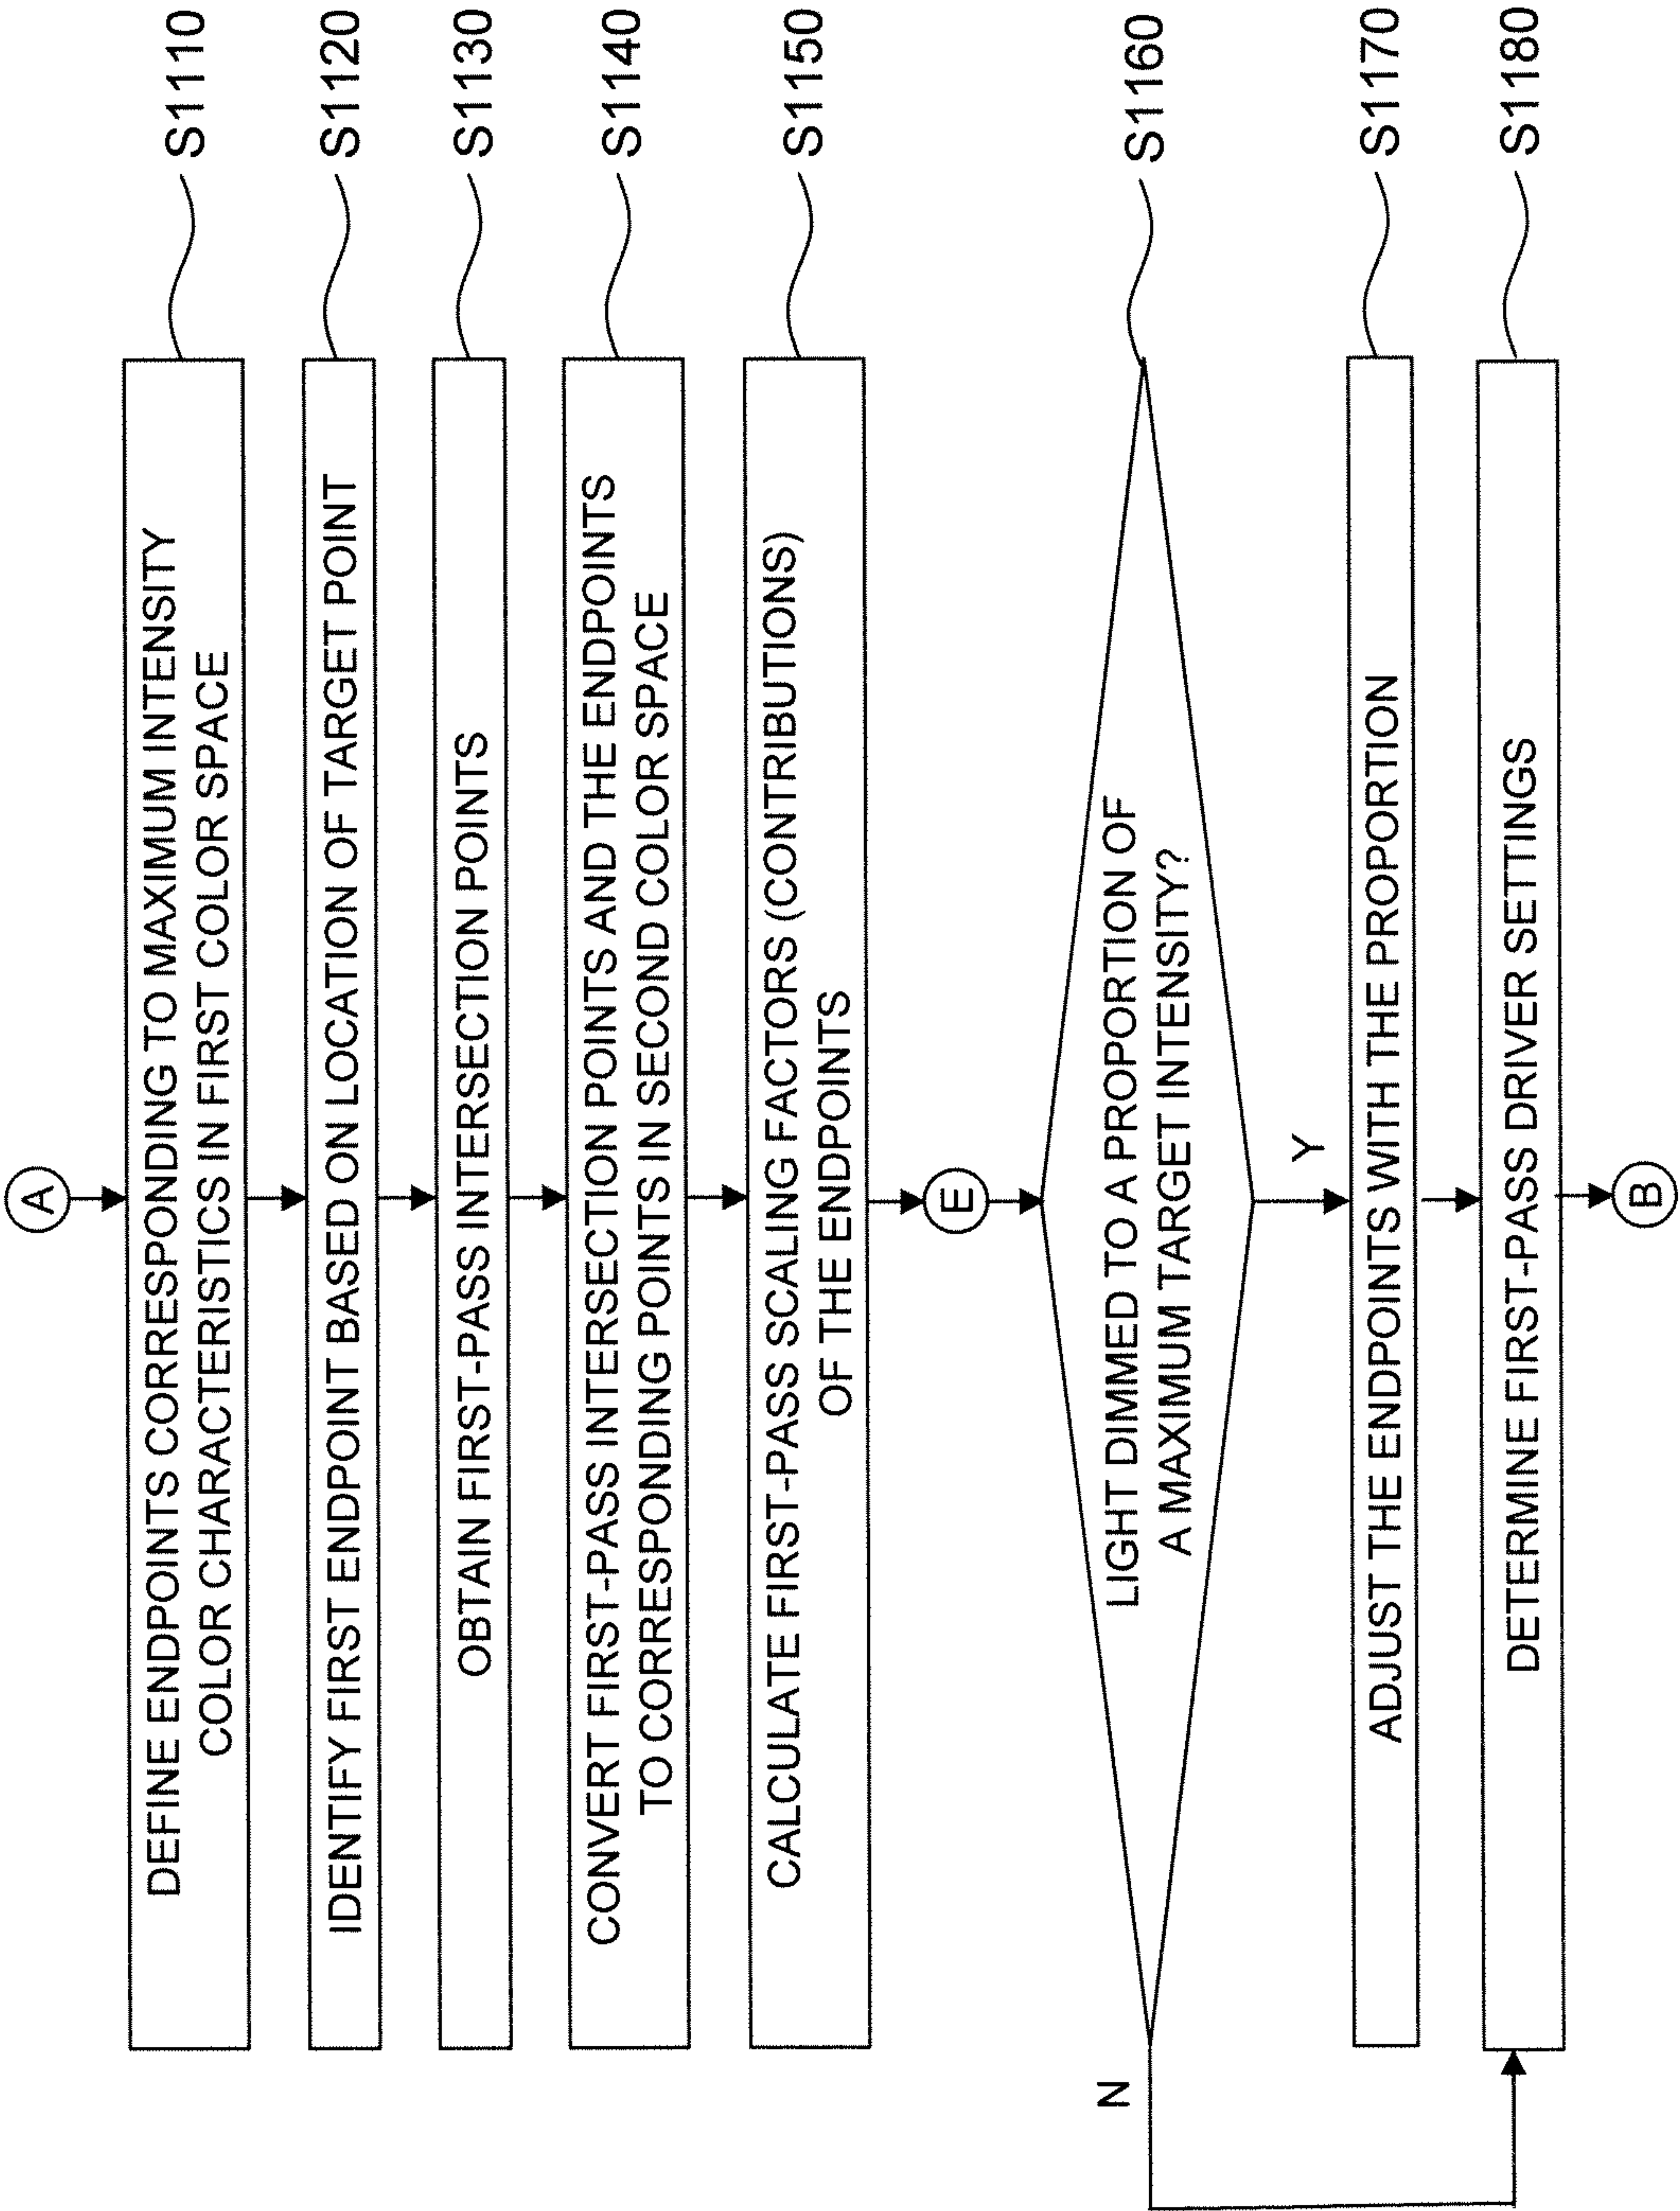 A
DEFINE ENDPOINTS CORRESPONDING TO MAXIMUM INTENSITY
COLOR CHARACTERISTICS IN FIRST COLOR SPACE
S1110
IDENTIFY FIRST ENDPOINT BASED ON LOCATION OF TARGET POINT
S1120
OBTAIN FIRST-PASS INTERSECTION POINTS
S1130
CONVERT FIRST-PASS INTERSECTION POINTS AND THE ENDPOINTS
TO CORRESPONDING POINTS IN SECOND COLOR SPACE
S1140
CALCULATE FIRST-PASS SCALING FACTORS (CONTRIBUTIONS)
OF THE ENDPOINTS
S1150
E
LIGHT DIMMED TO A PROPORTION OF
A MAXIMUM TARGET INTENSITY?
S1160
N
Y
ADJUST THE ENDPOINTS WITH THE PROPORTION
S1170
DETERMINE FIRST-PASS DRIVER SETTINGS
S1180
B